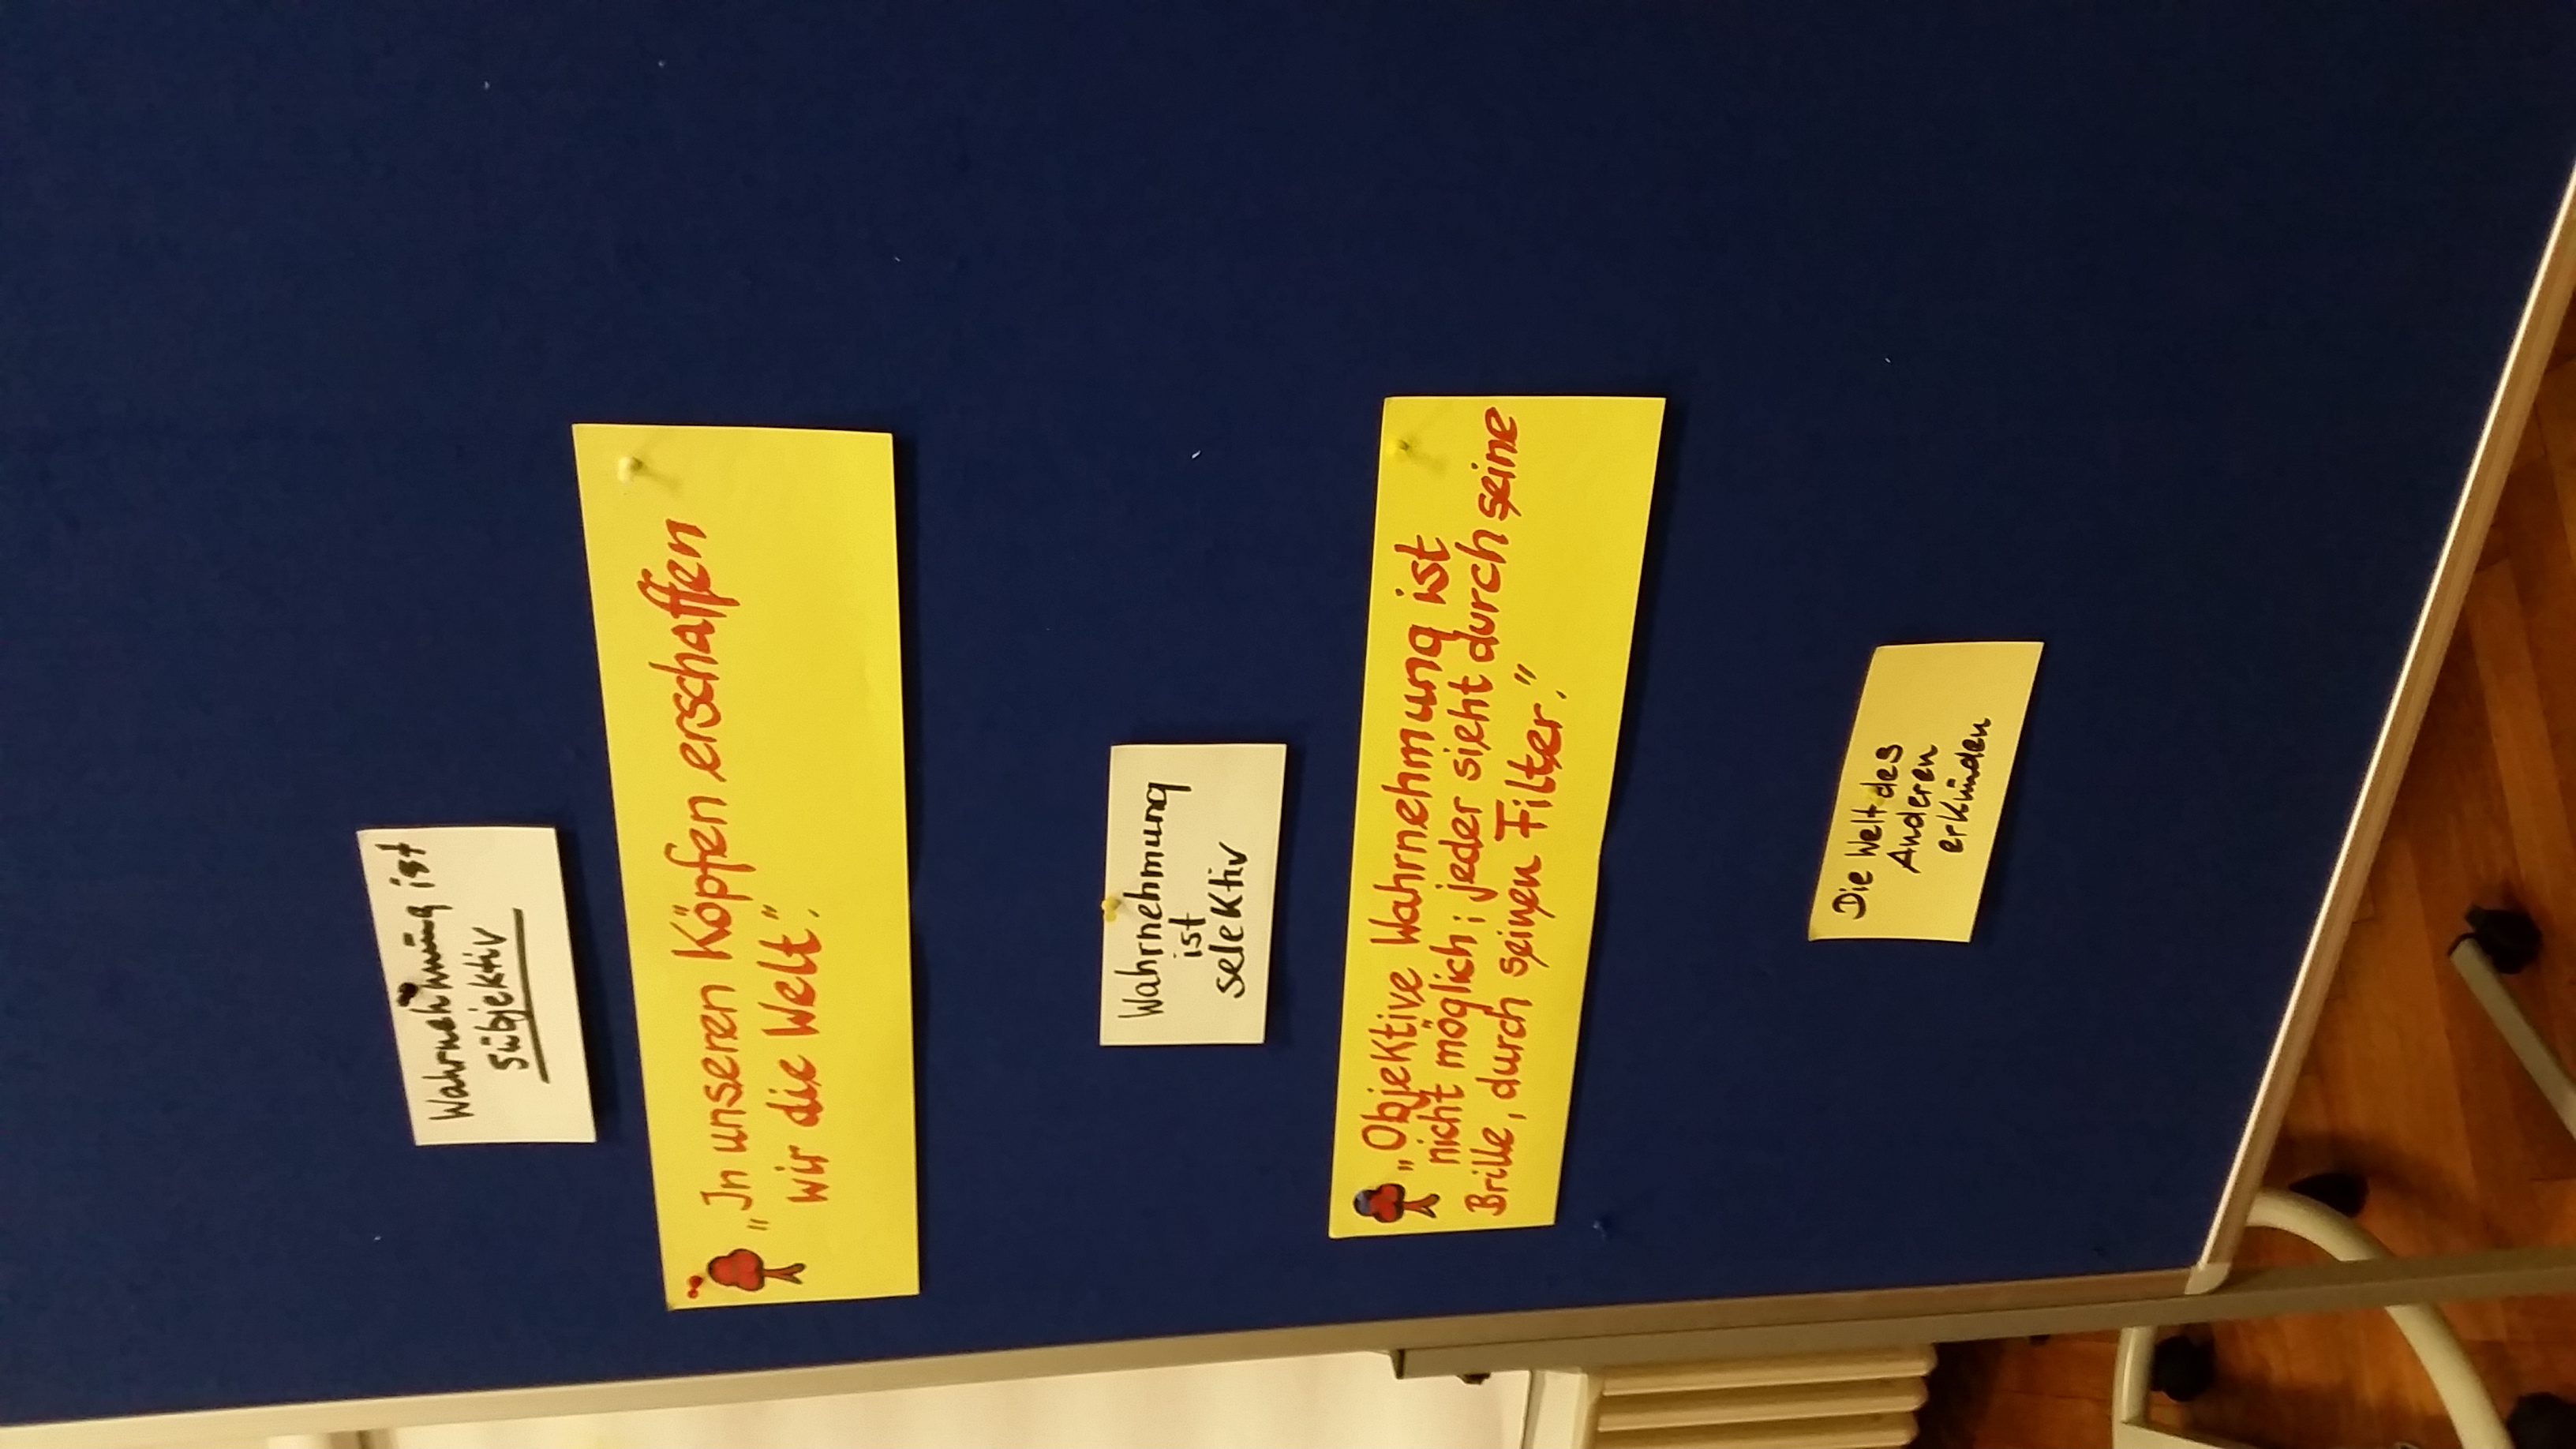 Wahrnehmung ist
subjektiv
„In unseren Köpfen erschaffen
wir die Welt".
Wahrnehmung
ist
selektiv
„Objektive Wahrnehmung ist
nicht möglich; jeder sieht durch seine
Brille, durch seinen Filter."
Die Welt des
Anderen
erkunden